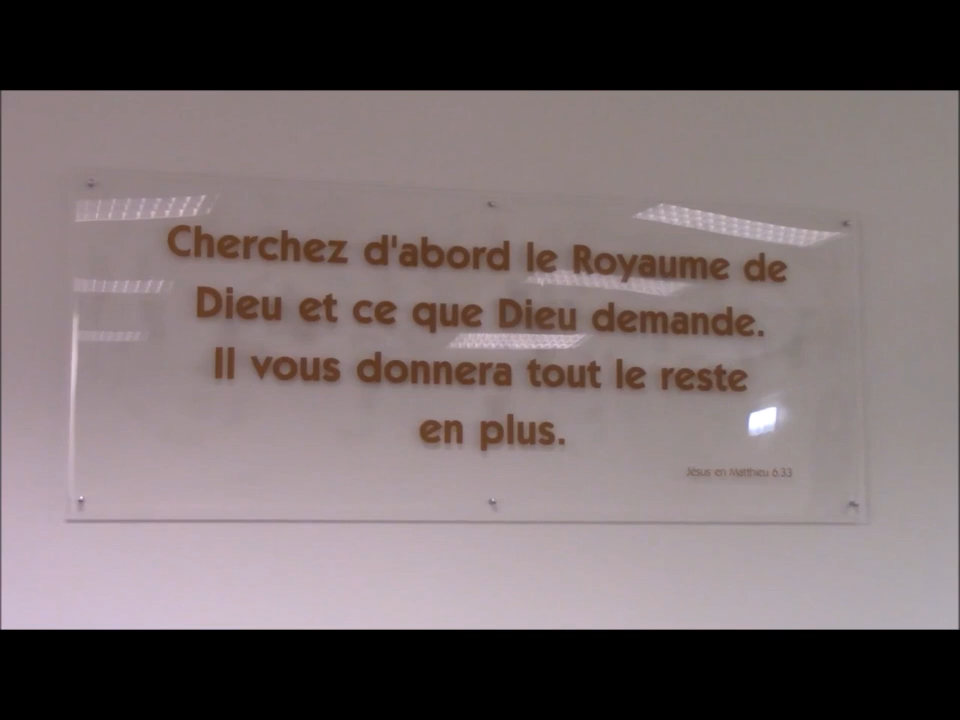 Cherchez d'abord le Royaume de
Dieu et ce que Dieu demande.
Il vous donnera tout le reste
en plus.
Jésus en Matthieu 6.33